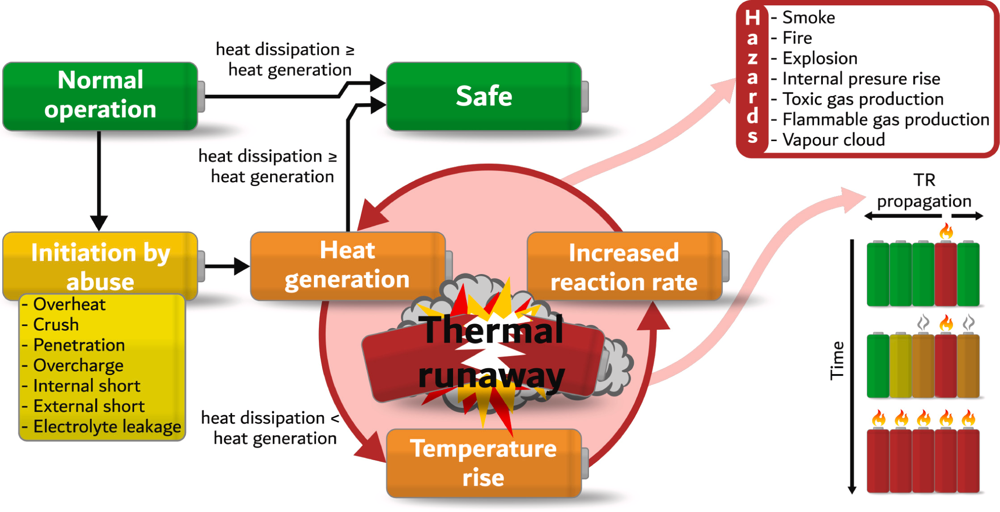 heat dissipation ≥
heat generation
Normal
operation
Safe
heat dissipation ≥
heat generation
Initiation by
abuse
- Overheat
- Crush
- Penetration
- Overcharge
- Internal short
- External short
- Electrolyte leakage
Heat
generation
Increased
reaction rate
Thermal
runaway
heat dissipation <
heat generation
Temperature
rise
Hazards
- Smoke
- Fire
- Explosion
- Internal presure rise
- Toxic gas production
- Flammable gas production
- Vapour cloud
TR
propagation
Time